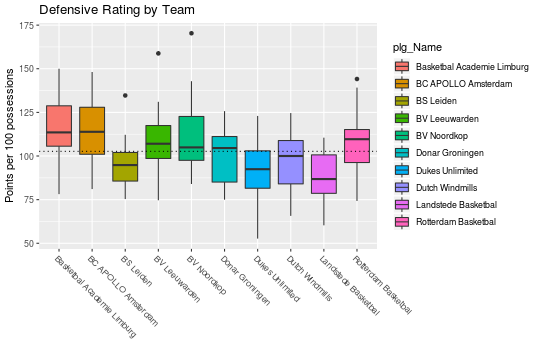 Defensive Rating by Team
Points per 100 possessions
175
150
125
100
75
50
Basketbal Academie Limburg
BC APOLLO Amsterdam
BS Leiden
BV Leeuwarden
BV Noordkop
Donar Groningen
Dukes Unlimited
Dutch Windmills
Landstede Basketbal
Rotterdam Basketbal
plg_Name
Basketbal Academie Limburg
BC APOLLO Amsterdam
BS Leiden
BV Leeuwarden
BV Noordkop
Donar Groningen
Dukes Unlimited
Dutch Windmills
Landstede Basketbal
Rotterdam Basketbal